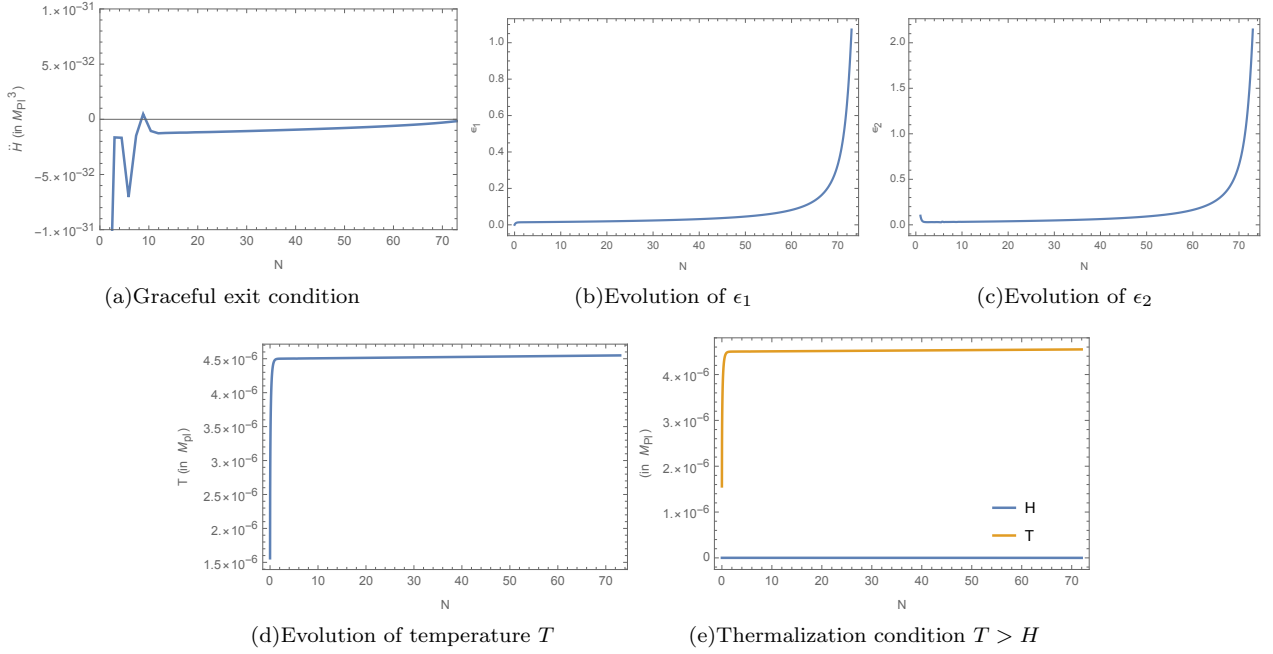 1.×10⁻³¹
5.×10⁻³²
0
-5.×10⁻³²
-1.×10⁻³¹
Ḧ (in M_Pl³)
0 10 20 30 40 50 60 70
N
(a)Graceful exit condition
1.0
0.8
0.6
0.4
0.2
0.0
ϵ₁
0 10 20 30 40 50 60 70
N
(b)Evolution of ϵ₁
2.0
1.5
1.0
0.5
0.0
ϵ₂
0 10 20 30 40 50 60 70
N
(c)Evolution of ϵ₂
4.5×10⁻⁶
4.×10⁻⁶
3.5×10⁻⁶
3.×10⁻⁶
2.5×10⁻⁶
2.×10⁻⁶
1.5×10⁻⁶
T (in M_pl)
0 10 20 30 40 50 60 70
N
(d)Evolution of temperature T
4.×10⁻⁶
3.×10⁻⁶
2.×10⁻⁶
1.×10⁻⁶
0
(in M_Pl)
H
T
0 10 20 30 40 50 60 70
N
(e)Thermalization condition T > H